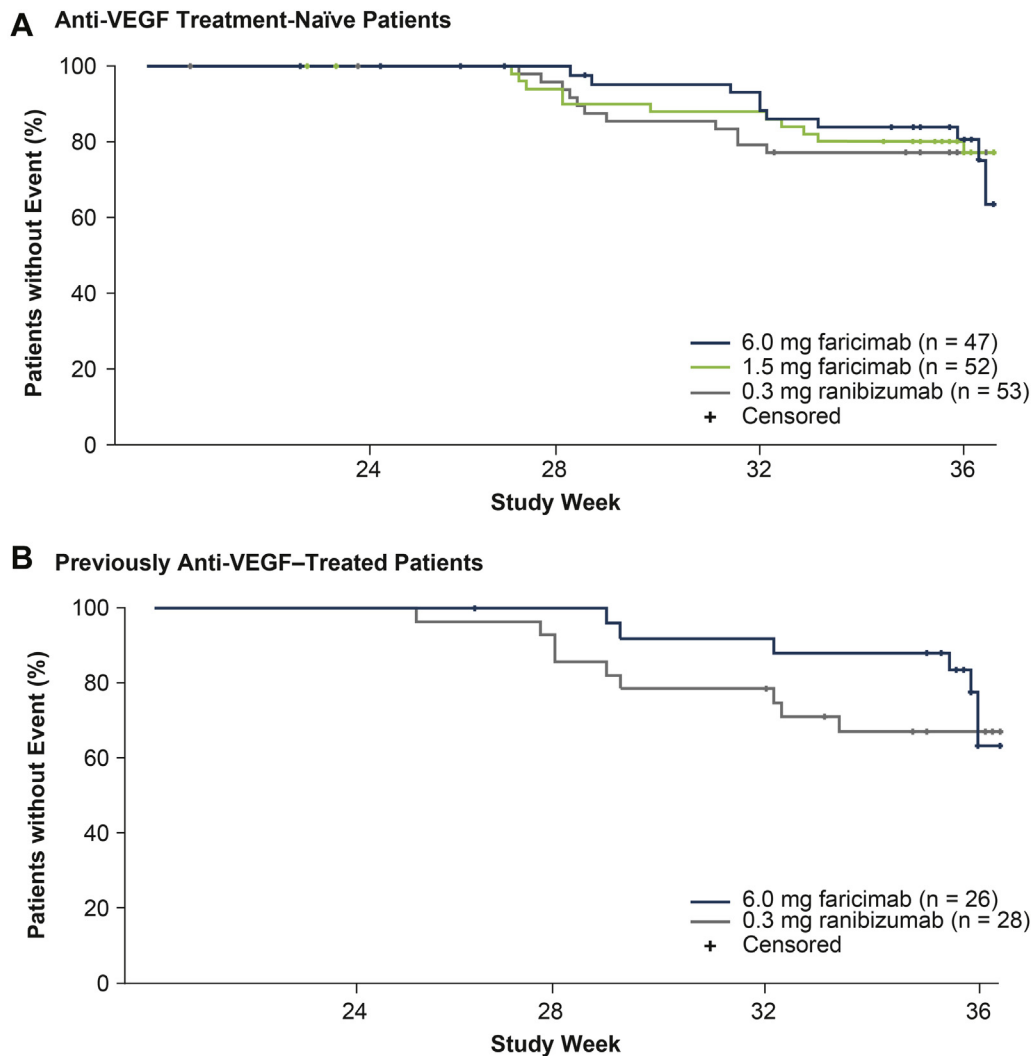 A Anti-VEGF Treatment-Naïve Patients
Patients without Event (%)
100
80
60
40
20
0
6.0 mg faricimab (n = 47)
1.5 mg faricimab (n = 52)
0.3 mg ranibizumab (n = 53)
Censored
24 28 32 36
Study Week
B Previously Anti-VEGF–Treated Patients
Patients without Event (%)
100
80
60
40
20
0
6.0 mg faricimab (n = 26)
0.3 mg ranibizumab (n = 28)
Censored
24 28 32 36
Study Week